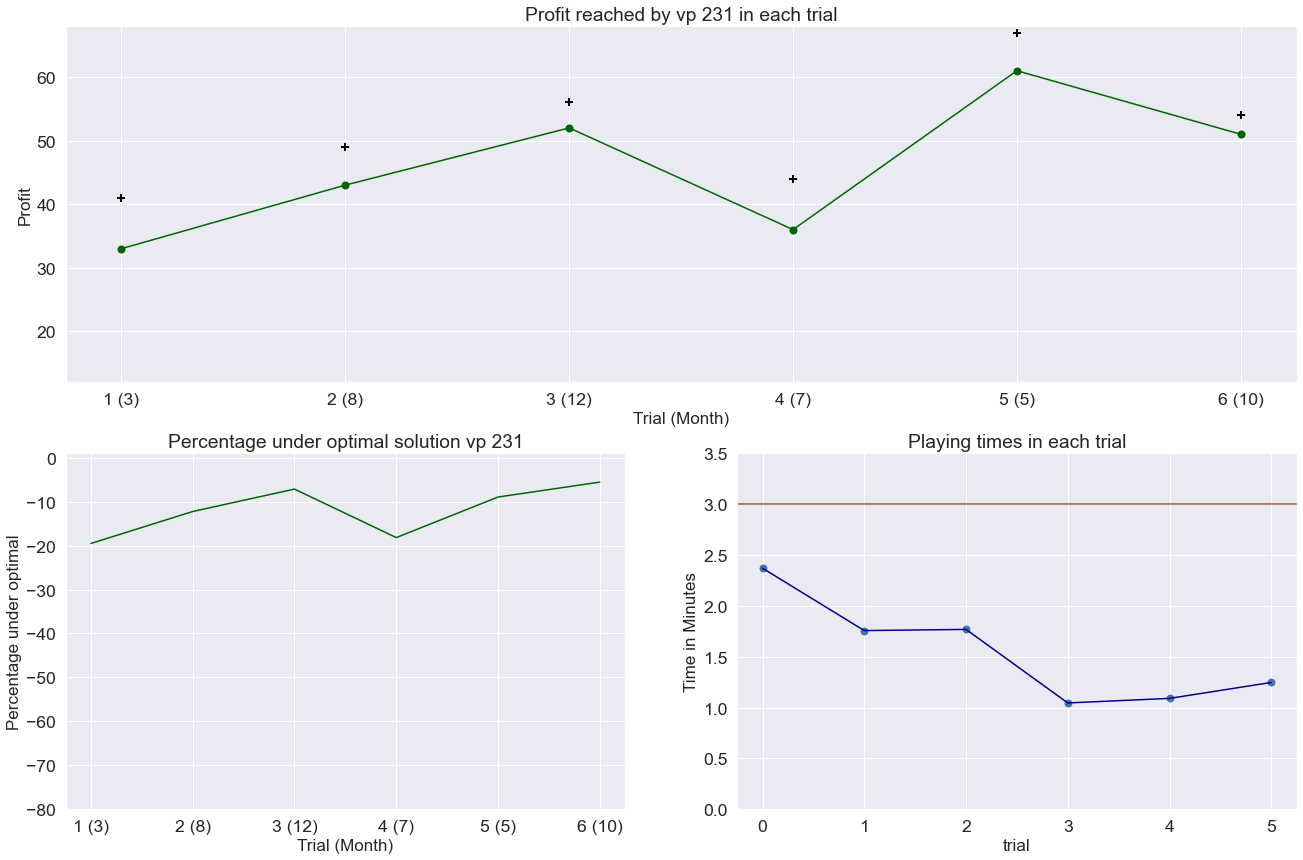 Profit reached by vp 231 in each trial
60
50
40
30
20
Profit
1 (3) 2 (8) 3 (12) 4 (7) 5 (5) 6 (10)
Trial (Month)
Percentage under optimal solution vp 231
0
−10
−20
−30
−40
−50
−60
−70
−80
Percentage under optimal
1 (3) 2 (8) 3 (12) 4 (7) 5 (5) 6 (10)
Trial (Month)
Playing times in each trial
3.5
3.0
2.5
2.0
1.5
1.0
0.5
0.0
Time in Minutes
0 1 2 3 4 5
trial